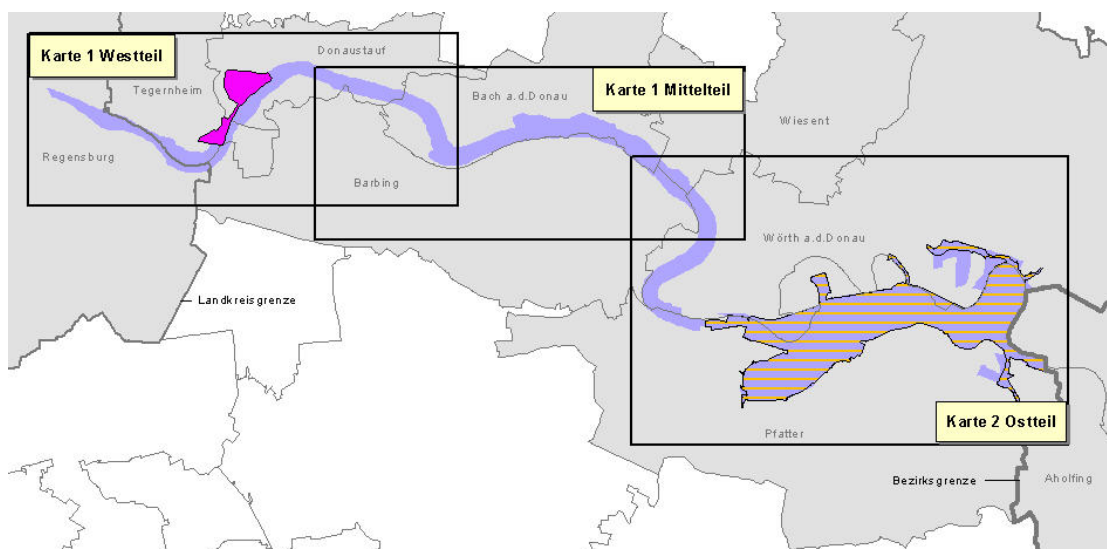 Karte 1 Westteil
Donaustauf
Tegernheim
Bach a.d.Donau
Karte 1 Mittelteil
Wiesent
Regensburg
Barbing
Wörth a.d.Donau
Landkreisgrenze
Karte 2 Ostteil
Pfatter
Bezirksgrenze
Aholfing